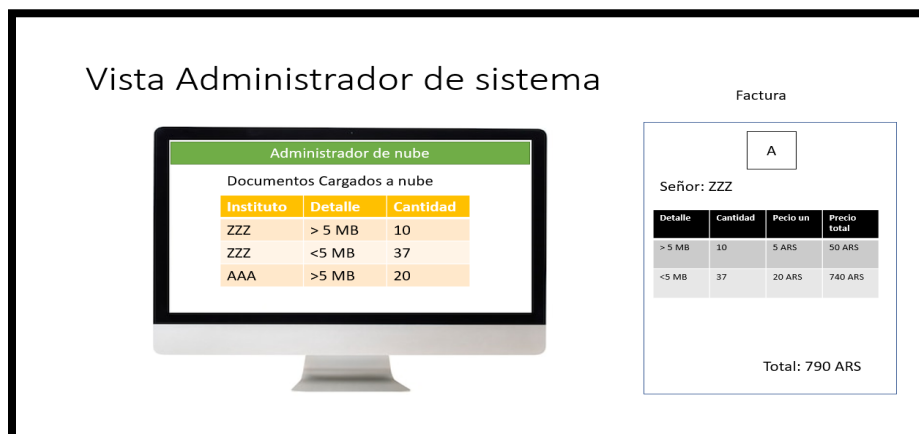 Vista Administrador de sistema
Administrador de nube
Documentos Cargados a nube
Instituto Detalle Cantidad
ZZZ > 5 MB 10
ZZZ <5 MB 37
AAA >5 MB 20
Factura
A
Señor: ZZZ
Detalle Cantidad Pecio un Precio
total
> 5 MB 10 5 ARS 50 ARS
<5 MB 37 20 ARS 740 ARS
Total: 790 ARS